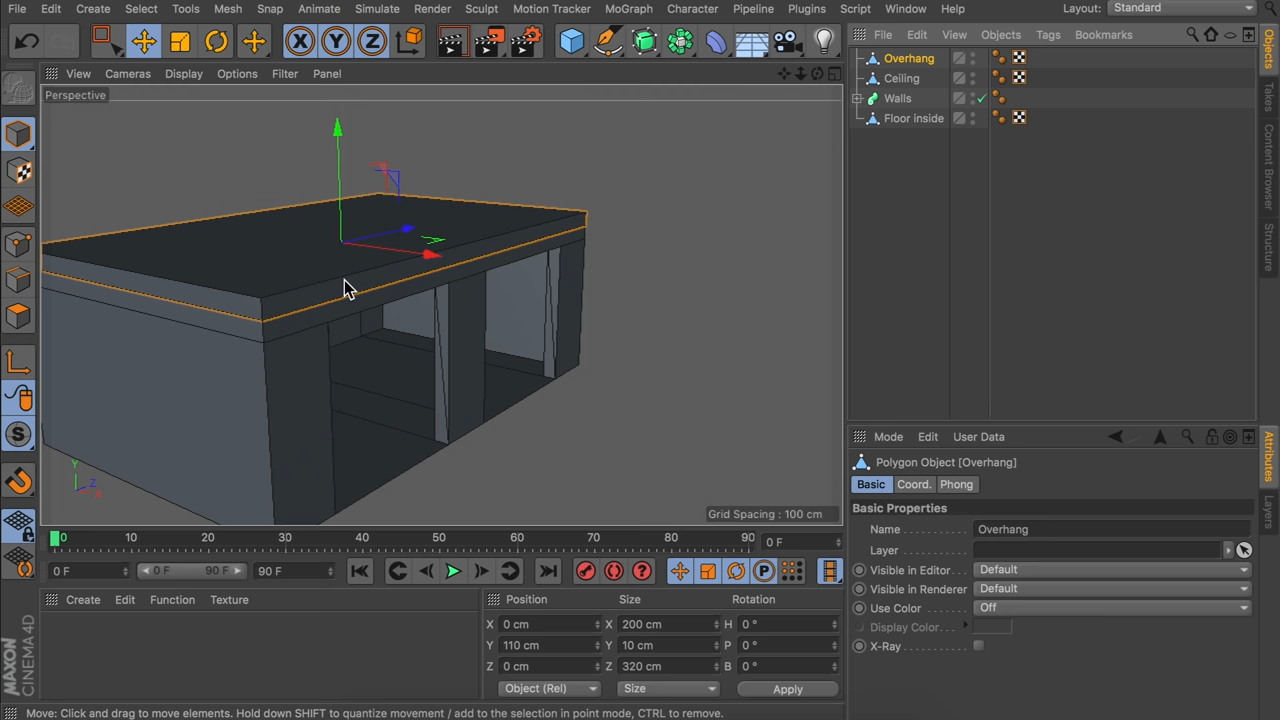 File Edit Create Select Tools Mesh Snap Animate Simulate Render Sculpt Motion Tracker MoGraph Character Pipeline Plugins Script Window Help Layout: Standard
X Y Z
File Edit View Objects Tags Bookmarks
View Cameras Display Options Filter Panel
Perspective
Overhang
Ceiling
Walls
Floor inside
Objects
Takes
Content Browser
Structure
Y
Z
X
Grid Spacing : 100 cm
Mode Edit User Data
Polygon Object [Overhang]
Basic Coord. Phong
Basic Properties
Name Overhang
Layer
Visible in Editor Default
Visible in Renderer Default
Use Color Off
Display Color
X-Ray
Attributes
Layers
0 10 20 30 40 50 60 70 80 90 0 F
0 F 0 F 90 F 90 F
Create Edit Function Texture
Position Size Rotation
X 0 cm X 200 cm H 0 °
Y 110 cm Y 10 cm P 0 °
Z 0 cm Z 320 cm B 0 °
Object (Rel) Size Apply
MAXON
CINEMA 4D
Move: Click and drag to move elements. Hold down SHIFT to quantize movement / add to the selection in point mode, CTRL to remove.